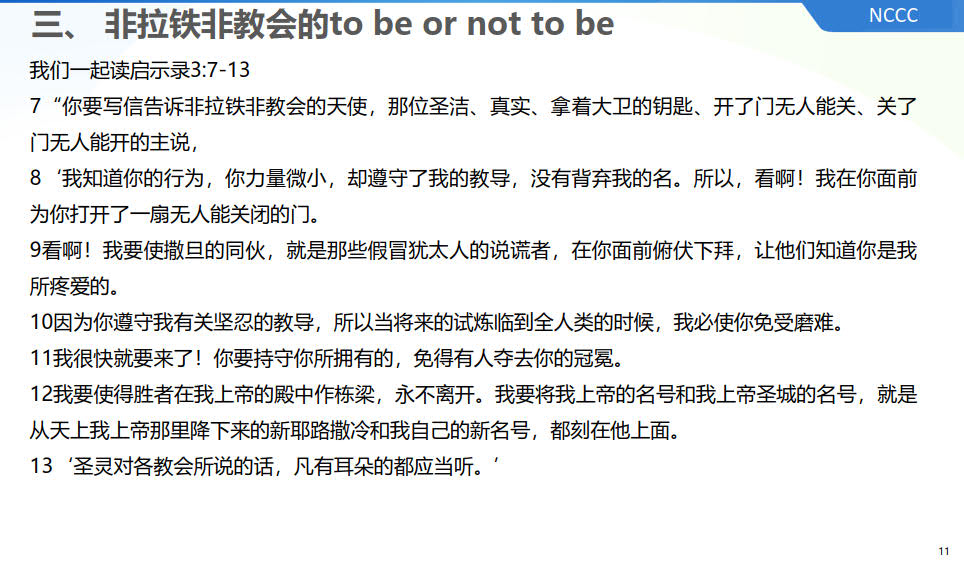 NCCC
三、 非拉铁非教会的to be or not to be
我们一起读启示录3:7-13
7“你要写信告诉非拉铁非教会的天使，那位圣洁、真实、拿着大卫的钥匙、开了门无人能关、关了
门无人能开的主说，
8‘我知道你的行为，你力量微小，却遵守了我的教导，没有背弃我的名。所以，看啊！我在你面前
为你打开了一扇无人能关闭的门。
9看啊！我要使撒旦的同伙，就是那些假冒犹太人的说谎者，在你面前俯伏下拜，让他们知道你是我
所疼爱的。
10因为你遵守我有关坚忍的教导，所以当将来的试炼临到全人类的时候，我必使你免受磨难。
11我很快就要来了！你要持守你所拥有的，免得有人夺去你的冠冕。
12我要使得胜者在我上帝的殿中作栋梁，永不离开。我要将我上帝的名号和我上帝圣城的名号，就是
从天上我上帝那里降下来的新耶路撒冷和我自己的新名号，都刻在他上面。
13‘圣灵对各教会所说的话，凡有耳朵的都应当听。’
11